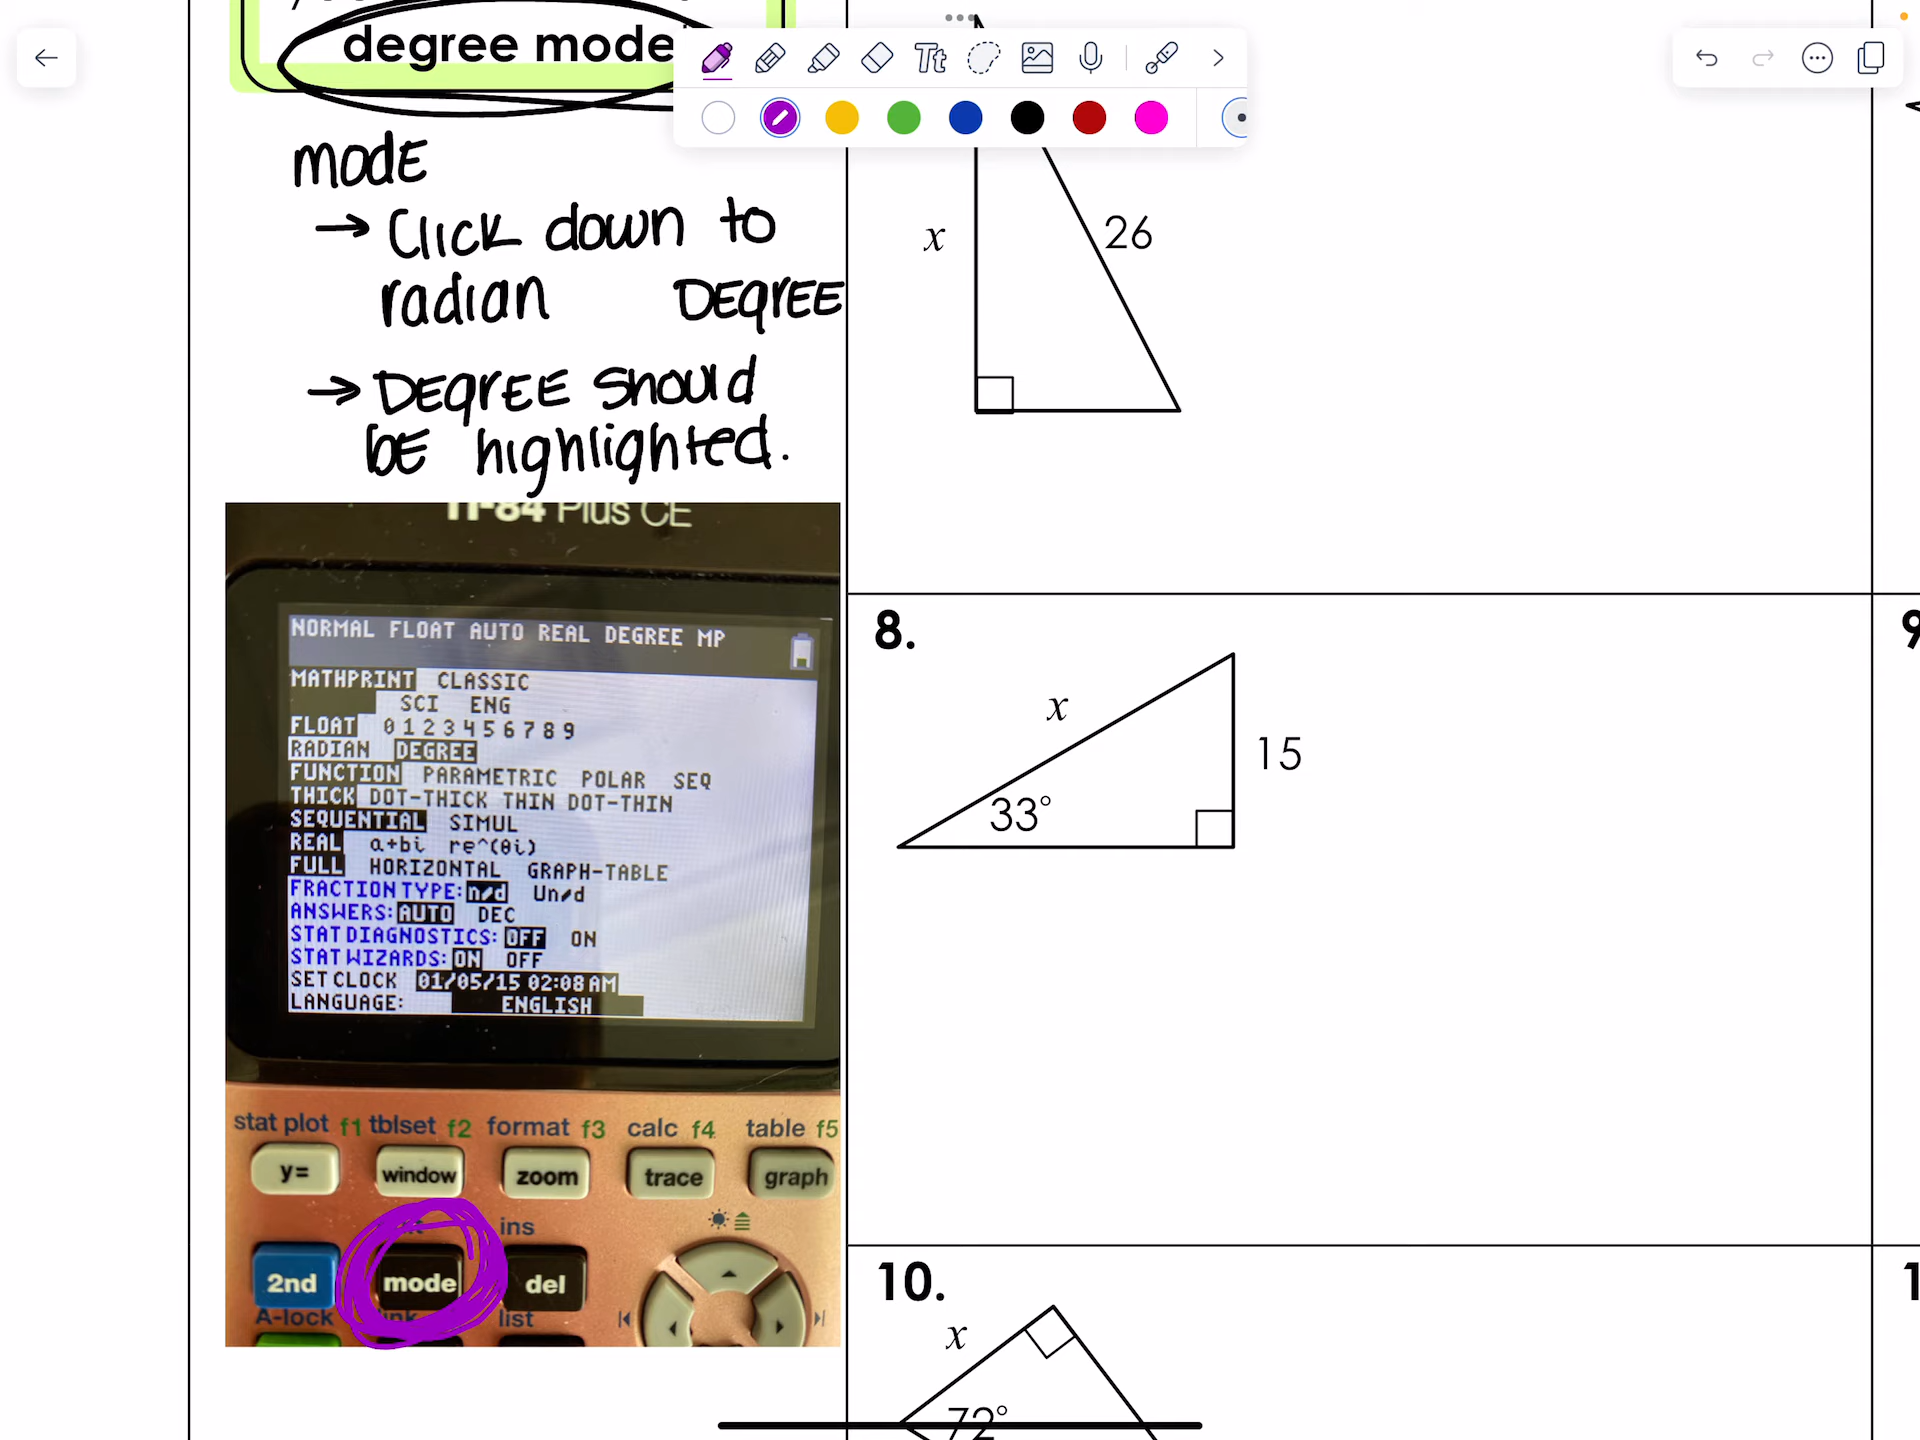 degree mode
Tt
modE
→ Click down to
radian DEgrEE
→ DEgrEE Should
bE highlighted.
TI-84 Plus CE
NORMAL FLOAT AUTO REAL DEGREE MP
MATHPRINT CLASSIC
SCI ENG
FLOAT 0 1 2 3 4 5 6 7 8 9
RADIAN DEGREE
FUNCTION PARAMETRIC POLAR SEQ
THICK DOT-THICK THIN DOT-THIN
SEQUENTIAL SIMUL
REAL a+bi re^(θi)
FULL HORIZONTAL GRAPH-TABLE
FRACTION TYPE: n/d Un/d
ANSWERS: AUTO DEC
STAT DIAGNOSTICS: OFF ON
STAT WIZARDS: ON OFF
SET CLOCK 01/05/15 02:08 AM
LANGUAGE: ENGLISH
stat plot f1 tblset f2 format f3 calc f4 table f5
y= window zoom trace graph
ins
2nd mode del
A-lock link list
x
26
8.
x
15
33°
9
10.
x
72°
1